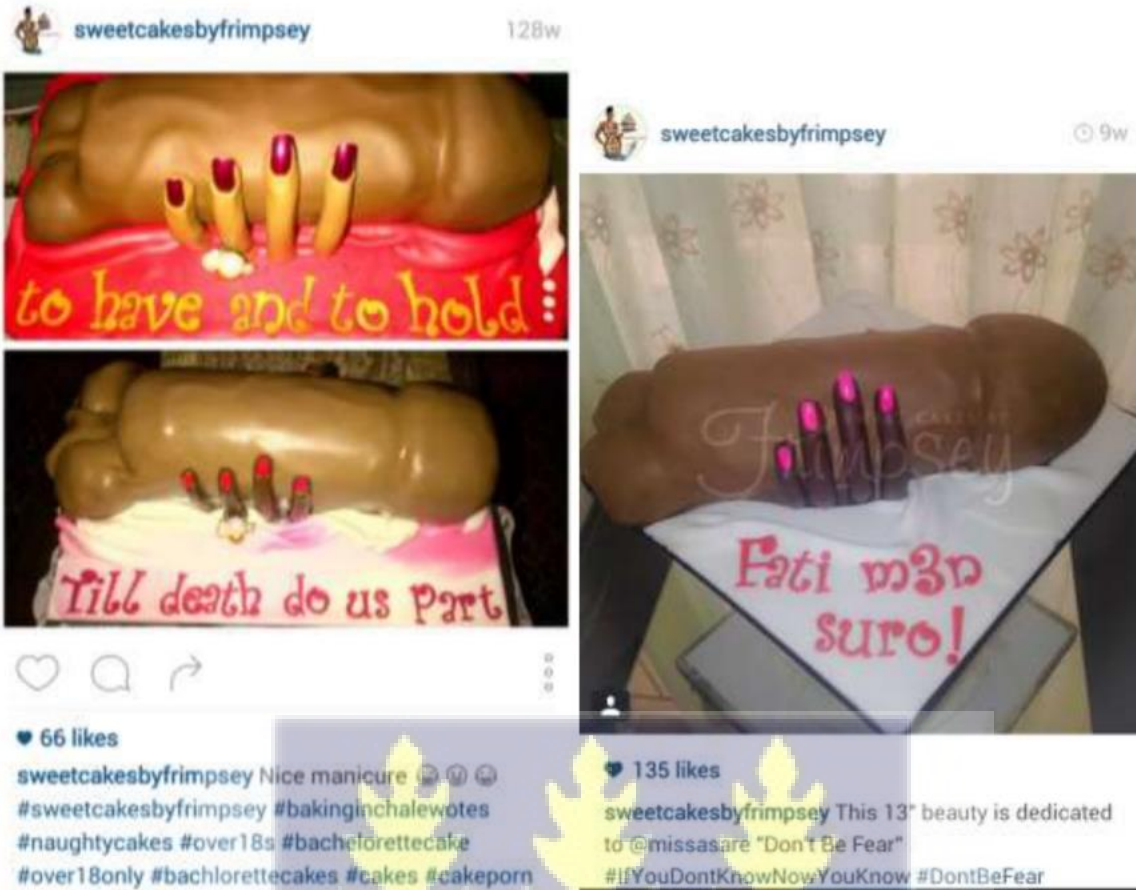 sweetcakesbyfrimpsey 128w
to have and to hold
Till death do us part
66 likes
sweetcakesbyfrimpsey Nice manicure
#sweetcakesbyfrimpsey #bakinginchalewotes
#naughtycakes #over18s #bachelorettecake
#over18only #bachlorettecakes #cakes #cakeporn
sweetcakesbyfrimpsey 9w
CAKES BY
Frimpsey
Fati m3n
suro!
135 likes
sweetcakesbyfrimpsey This 13" beauty is dedicated
to @missasare "Don't Be Fear"
#IfYouDontKnowNowYouKnow #DontBeFear